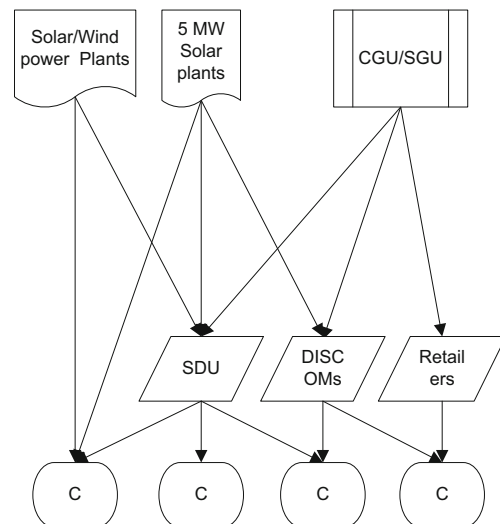 Solar/Wind
power Plants
5 MW
Solar
plants
CGU/SGU
SDU
DISC
OMs
Retail
ers
C
C
C
C